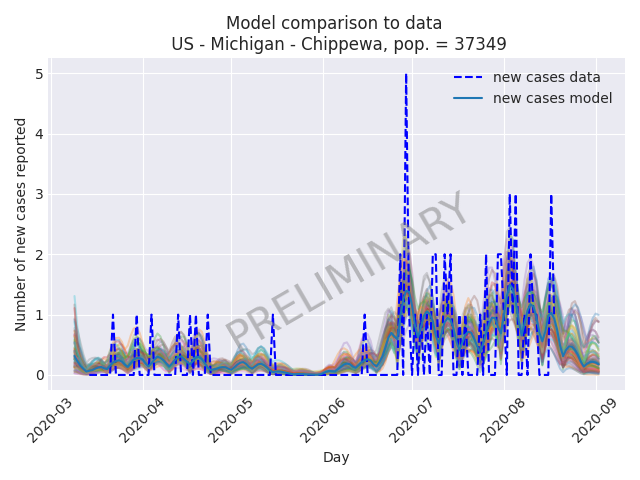 Model comparison to data
US - Michigan - Chippewa, pop. = 37349
new cases data
new cases model
PRELIMINARY
Number of new cases reported
5
4
3
2
1
0
2020-03
2020-04
2020-05
2020-06
2020-07
2020-08
2020-09
Day